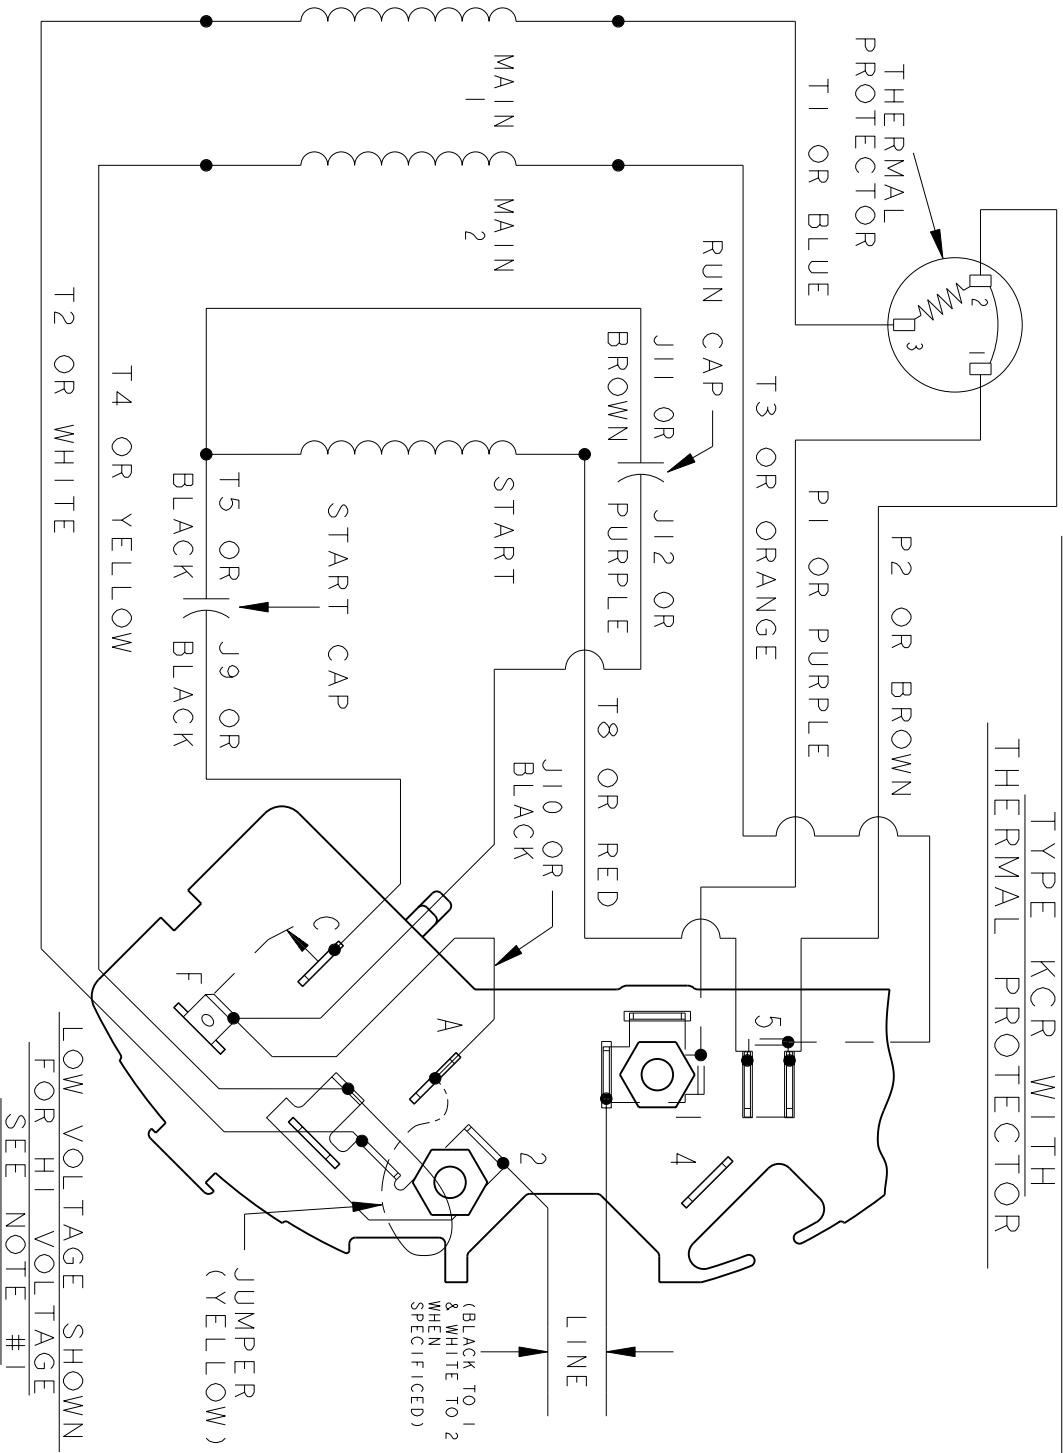 TYPE KCR WITH
THERMAL PROTECTOR
THERMAL
PROTECTOR
1
2
3
P2 OR BROWN
P1 OR PURPLE
T1 OR BLUE
T3 OR ORANGE
RUN CAP
J11 OR
BROWN
J12 OR
PURPLE
T8 OR RED
MAIN
1
MAIN
2
START
J10 OR
BLACK
START CAP
T5 OR
BLACK
J9 OR
BLACK
T4 OR YELLOW
T2 OR WHITE
5
1
4
2
A
C
F
LINE
(BLACK TO 1
& WHITE TO 2
WHEN
SPECIFICED)
JUMPER
(YELLOW)
LOW VOLTAGE SHOWN
FOR HI VOLTAGE
SEE NOTE #1